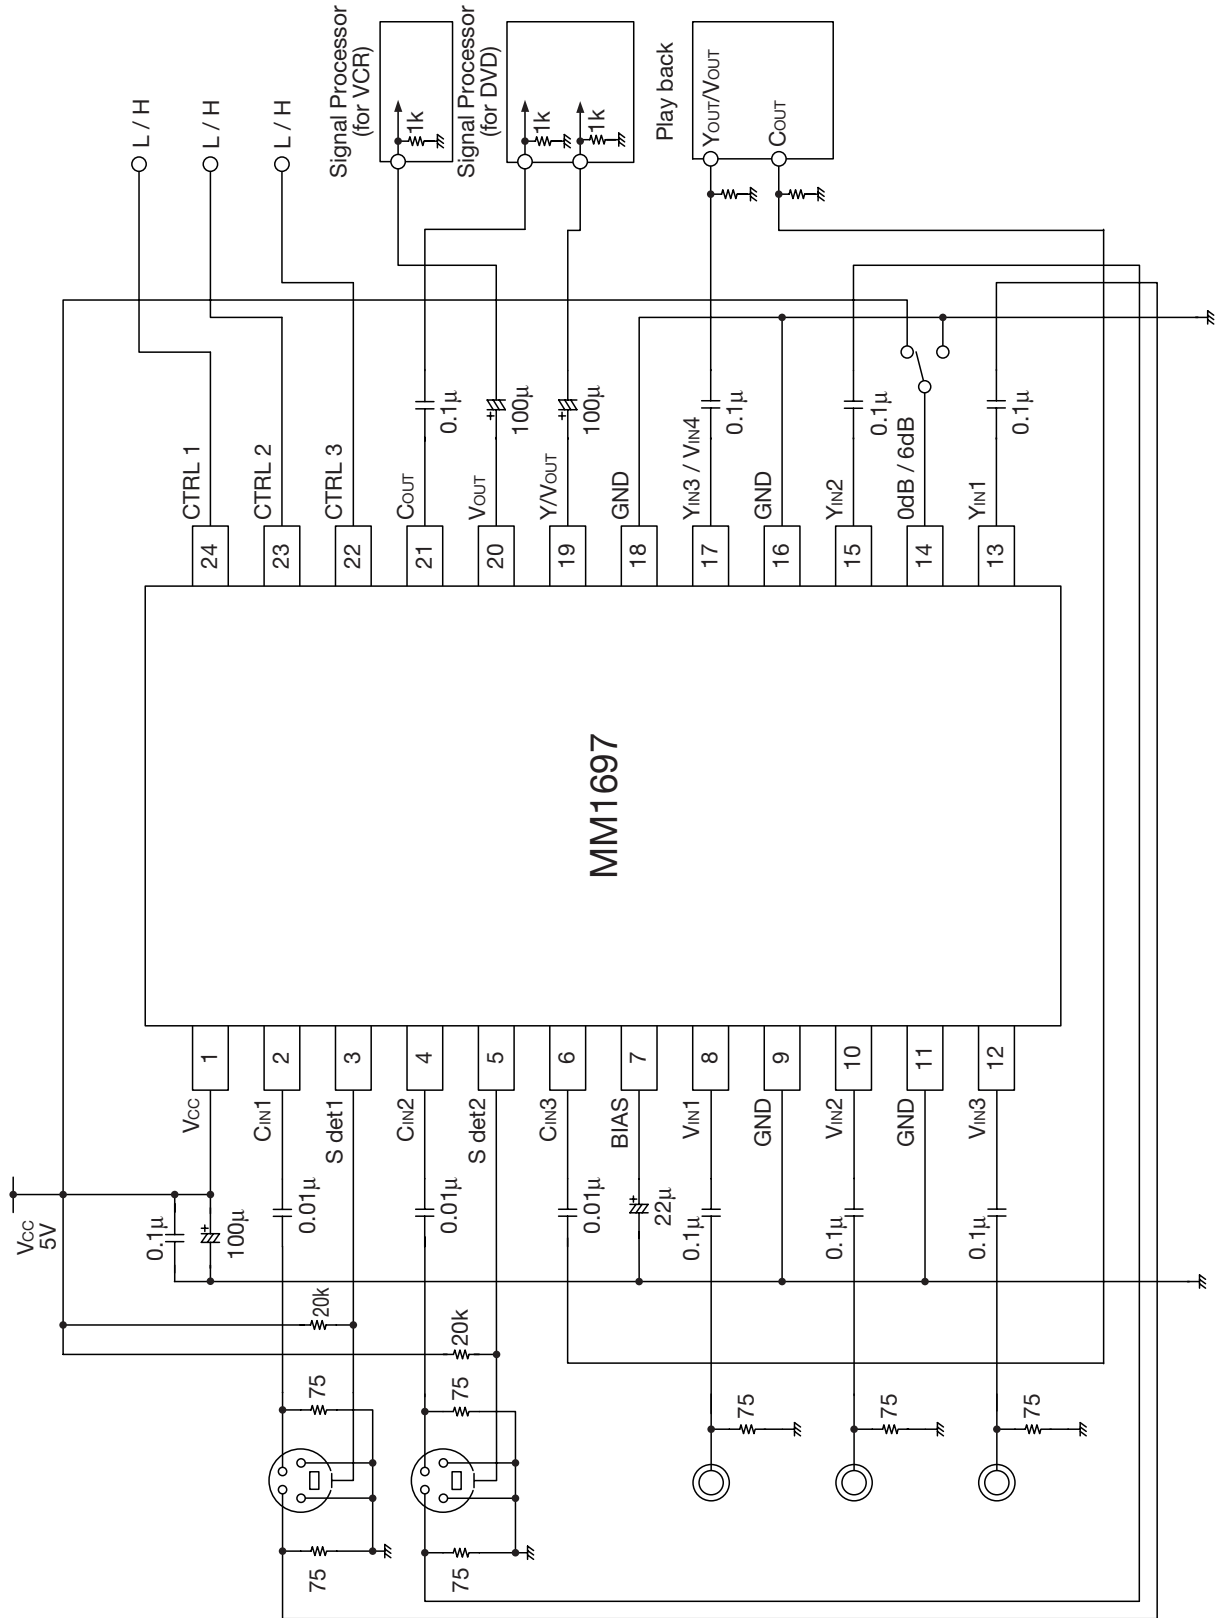 L / H
L / H
L / H
Signal Processor
(for VCR)
1k
Signal Processor
(for DVD)
1k
1k
Play back
YOUT/VOUT
COUT
CTRL 1
CTRL 2
CTRL 3
COUT
0.1μ
VOUT
100μ
+
Y/VOUT
100μ
+
GND
YIN3 / VIN4
0.1μ
GND
YIN2
0.1μ
0dB / 6dB
YIN1
0.1μ
24
23
22
21
20
19
18
17
16
15
14
13
MM1697
1
2
3
4
5
6
7
8
9
10
11
12
VCC
CIN1
S det1
CIN2
S det2
CIN3
BIAS
VIN1
GND
VIN2
GND
VIN3
VCC
5V
0.1μ
+
100μ
0.01μ
0.01μ
0.01μ
+
22μ
0.1μ
0.1μ
0.1μ
20k
20k
75
75
75
75
75
75
75